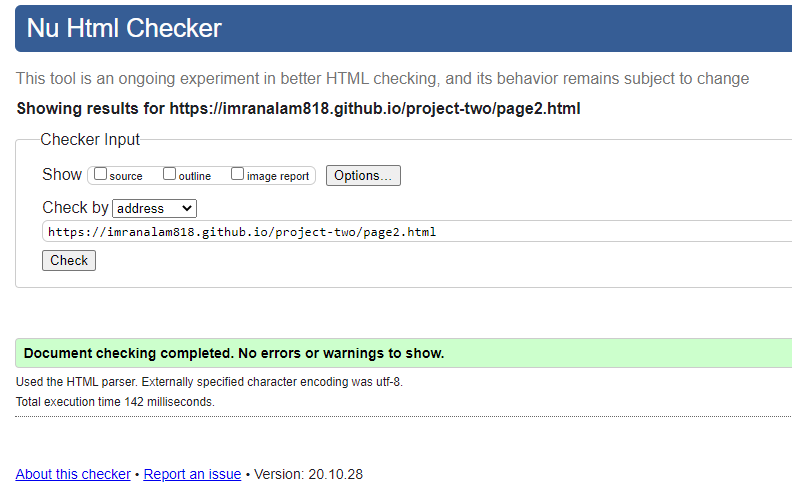 Nu Html Checker
This tool is an ongoing experiment in better HTML checking, and its behavior remains subject to change
Showing results for https://imranalam818.github.io/project-two/page2.html
Checker Input
Show source outline image report Options...
Check by address
https://imranalam818.github.io/project-two/page2.html
Check
Document checking completed. No errors or warnings to show.
Used the HTML parser. Externally specified character encoding was utf-8.
Total execution time 142 milliseconds.
About this checker • Report an issue • Version: 20.10.28